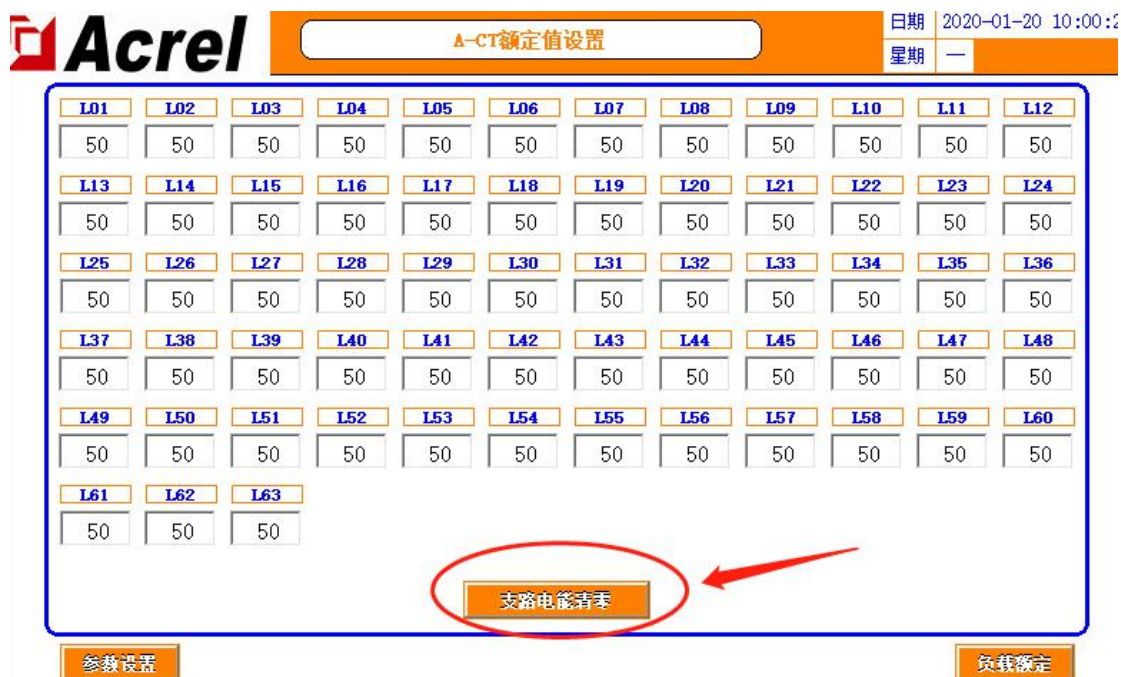 Acrel
A-CT额定值设置
日期 2020-01-20 10:00:2
星期 一
L01 L02 L03 L04 L05 L06 L07 L08 L09 L10 L11 L12
50 50 50 50 50 50 50 50 50 50 50 50
L13 L14 L15 L16 L17 L18 L19 L20 L21 L22 L23 L24
50 50 50 50 50 50 50 50 50 50 50 50
L25 L26 L27 L28 L29 L30 L31 L32 L33 L34 L35 L36
50 50 50 50 50 50 50 50 50 50 50 50
L37 L38 L39 L40 L41 L42 L43 L44 L45 L46 L47 L48
50 50 50 50 50 50 50 50 50 50 50 50
L49 L50 L51 L52 L53 L54 L55 L56 L57 L58 L59 L60
50 50 50 50 50 50 50 50 50 50 50 50
L61 L62 L63
50 50 50
支路电能清零
参数设置 负载额定